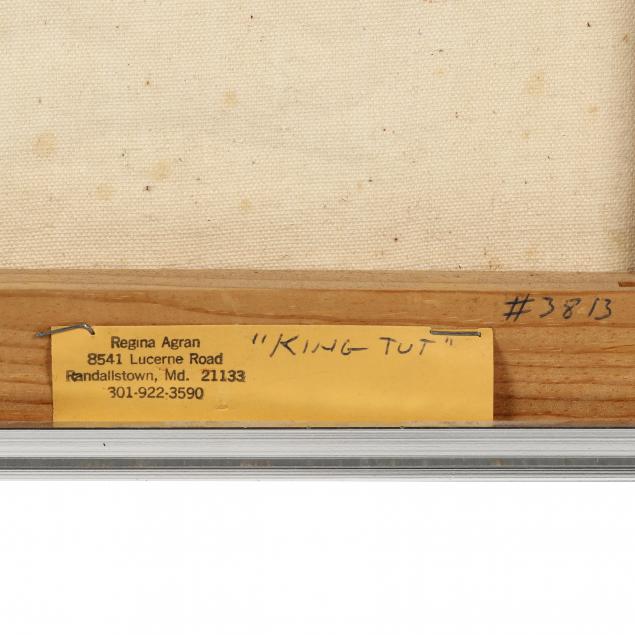 #3813
"KING TUT"
Regina Agran
8541 Lucerne Road
Randallstown, Md. 21133
301-922-3590